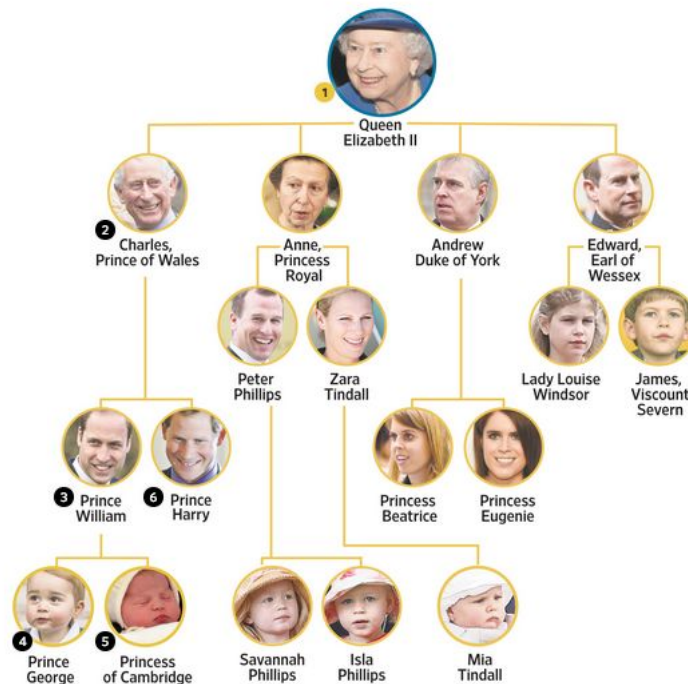 1
Queen
Elizabeth II
2
Charles,
Prince of Wales
Anne,
Princess
Royal
Andrew
Duke of York
Edward,
Earl of
Wessex
Peter
Phillips
Zara
Tindall
Lady Louise
Windsor
James,
Viscount
Severn
3 Prince
William
6 Prince
Harry
Princess
Beatrice
Princess
Eugenie
4
Prince
George
5
Princess
of Cambridge
Savannah
Phillips
Isla
Phillips
Mia
Tindall